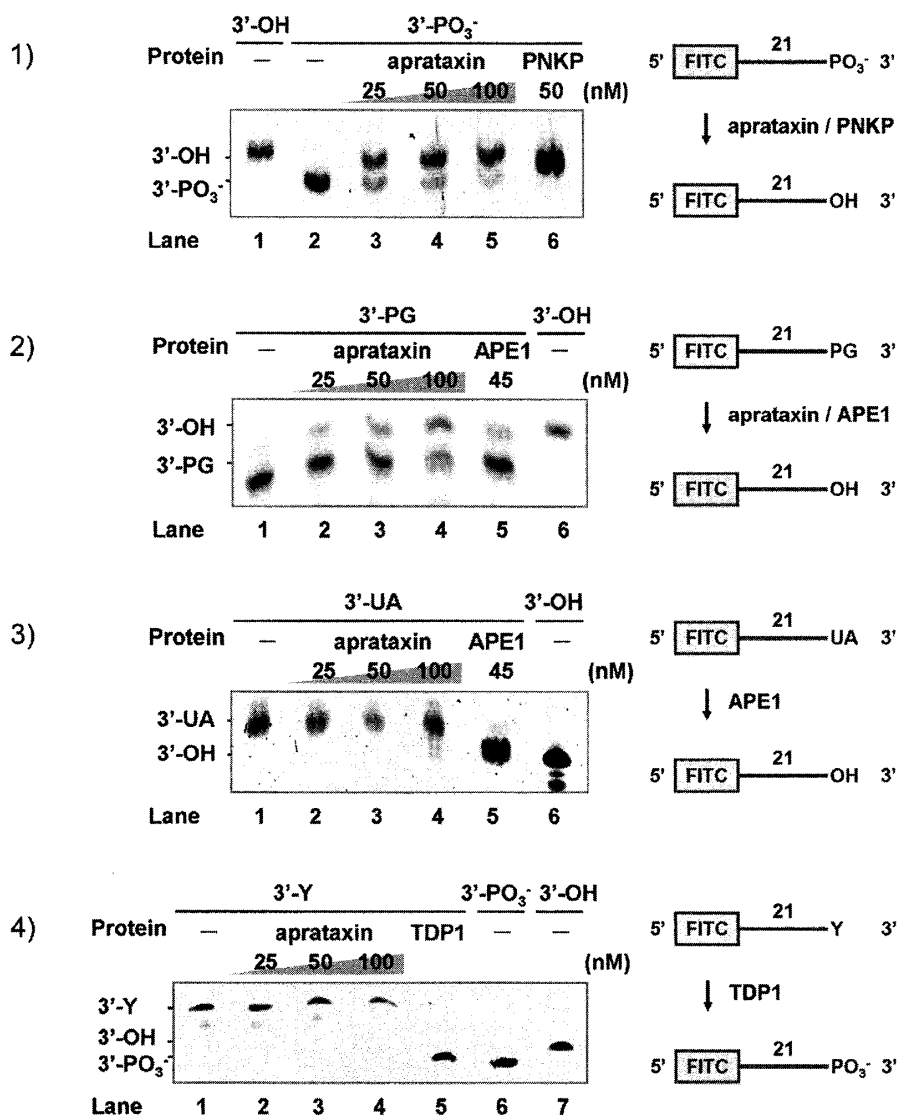 1)
3'-OH 3'-PO₃⁻
Protein – – aprataxin PNKP
25 50 100 50 (nM)
3'-OH
3'-PO₃⁻
Lane 1 2 3 4 5 6
5' FITC 21 PO₃⁻ 3'
aprataxin / PNKP
5' FITC 21 OH 3'
2)
3'-PG 3'-OH
Protein – aprataxin APE1 –
25 50 100 45 (nM)
3'-OH
3'-PG
Lane 1 2 3 4 5 6
5' FITC 21 PG 3'
aprataxin / APE1
5' FITC 21 OH 3'
3)
3'-UA 3'-OH
Protein – aprataxin APE1 –
25 50 100 45 (nM)
3'-UA
3'-OH
Lane 1 2 3 4 5 6
5' FITC 21 UA 3'
APE1
5' FITC 21 OH 3'
4)
3'-Y 3'-PO₃⁻ 3'-OH
Protein – aprataxin TDP1 – –
25 50 100 (nM)
3'-Y
3'-OH
3'-PO₃⁻
Lane 1 2 3 4 5 6 7
5' FITC 21 Y 3'
TDP1
5' FITC 21 PO₃⁻ 3'